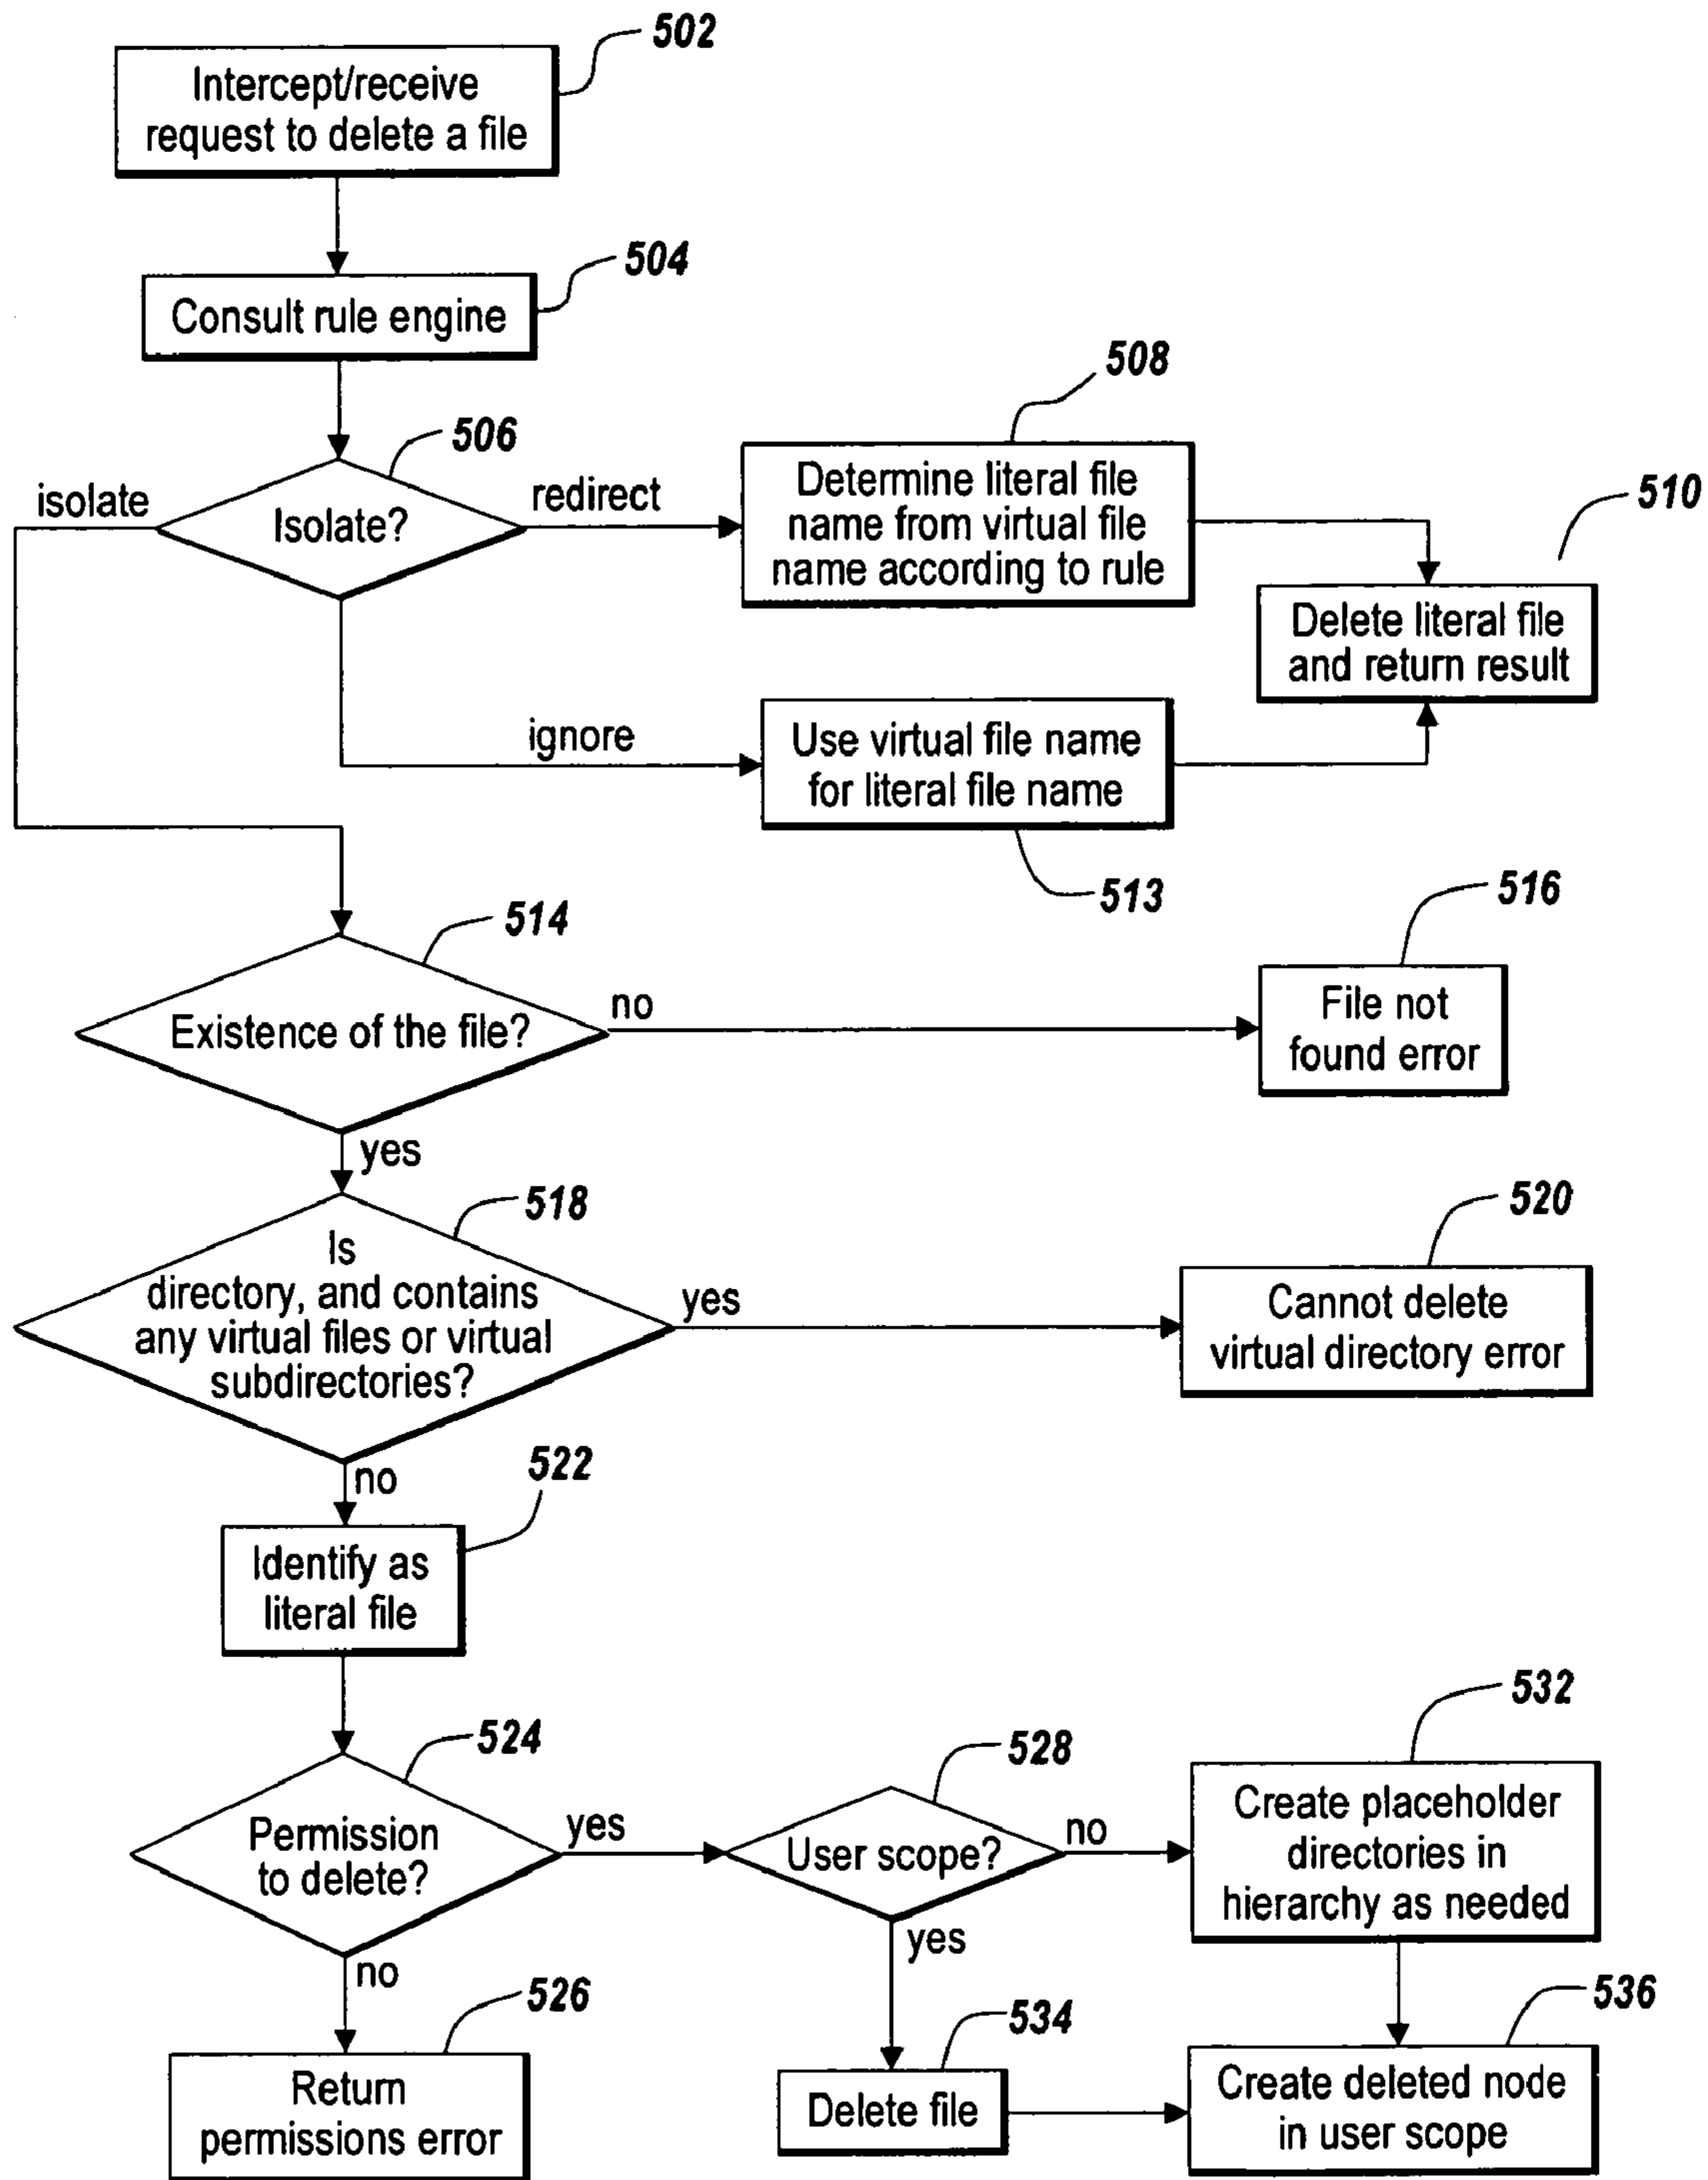 502
Intercept/receive
request to delete a file
504
Consult rule engine
508
506
isolate
redirect
Isolate?
Determine literal file
name from virtual file
name according to rule
510
Delete literal file
and return result
ignore
Use virtual file name
for literal file name
513
516
514
Existence of the file?
no
File not
found error
yes
518
520
Is
directory, and contains
any virtual files or virtual
subdirectories?
yes
Cannot delete
virtual directory error
no
522
Identify as
literal file
532
524
528
Permission
to delete?
yes
User scope?
no
Create placeholder
directories in
hierarchy as needed
yes
no
526
534
536
Return
permissions error
Delete file
Create deleted node
in user scope